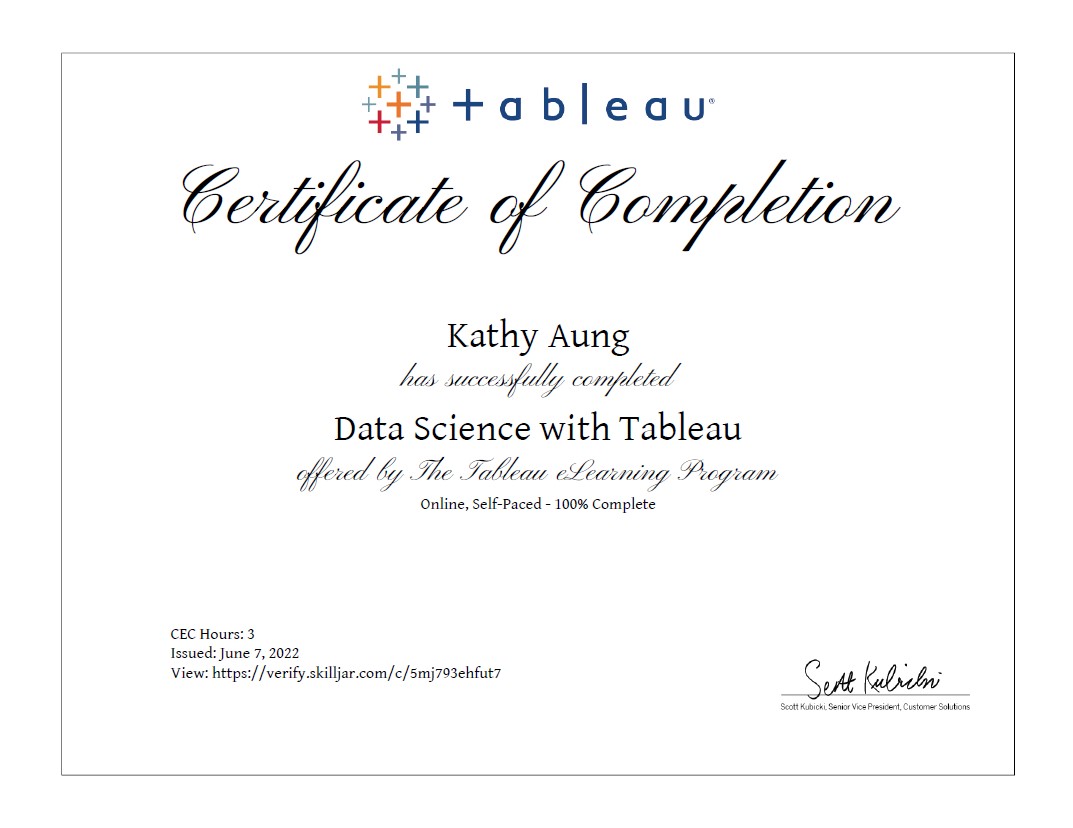 +ableau®
Certificate of Completion
Kathy Aung
has successfully completed
Data Science with Tableau
offered by The Tableau eLearning Program
Online, Self-Paced - 100% Complete
CEC Hours: 3
Issued: June 7, 2022
View: https://verify.skilljar.com/c/5mj793ehfut7
Scott Kubicki
Scott Kubicki, Senior Vice President, Customer Solutions